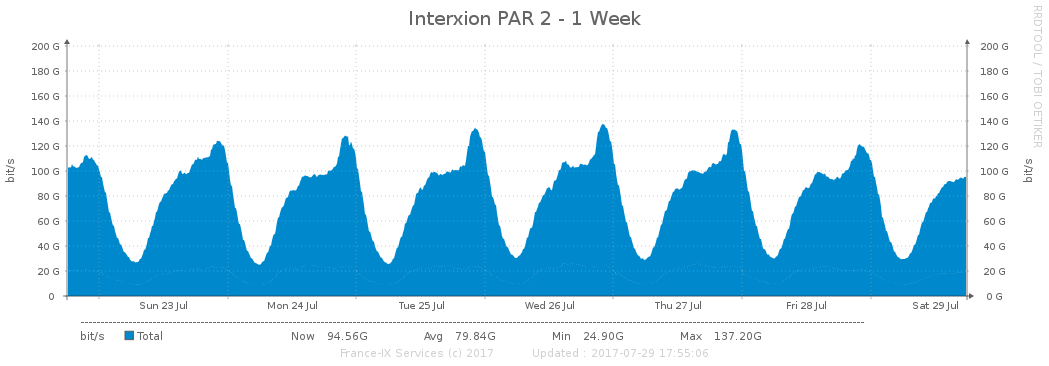 Interxion PAR 2 - 1 Week
RRDTOOL / TOBI OETIKER
bit/s
bit/s
200 G 200 G
180 G 180 G
160 G 160 G
140 G 140 G
120 G 120 G
100 G 100 G
80 G 80 G
60 G 60 G
40 G 40 G
20 G 20 G
0 0 G
Sun 23 Jul Mon 24 Jul Tue 25 Jul Wed 26 Jul Thu 27 Jul Fri 28 Jul Sat 29 Jul
bit/s Total Now 94.56G Avg 79.84G Min 24.90G Max 137.20G
France-IX Services (c) 2017 Updated : 2017-07-29 17:55:06